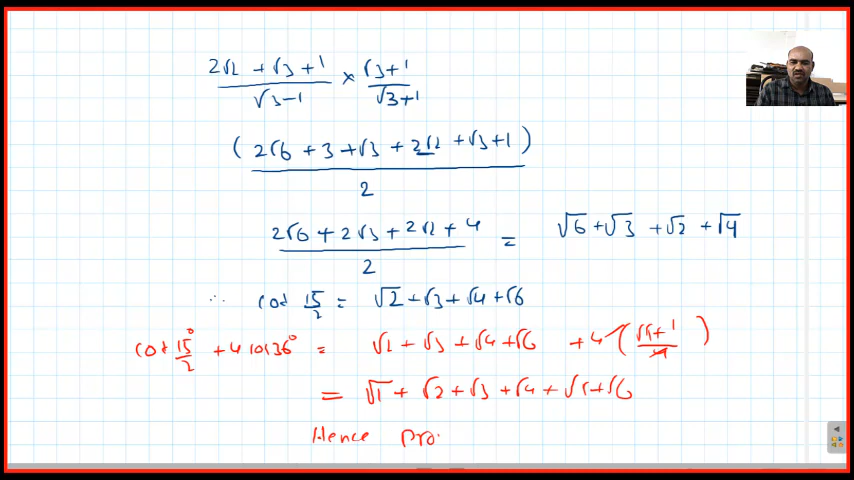 (2√2 + √3 + 1)/(√3 - 1) × (√3 + 1)/(√3 + 1)
(2√6 + 3 + √3 + 2√2 + √3 + 1)/2
(2√6 + 2√3 + 2√2 + 4)/2 = √6 + √3 + √2 + √4
∴ cot 15/2 = √2 + √3 + √4 + √6
cot 15°/2 + 4 cos 36° = √2 + √3 + √4 + √6 + 4((√5 + 1)/4)
= √1 + √2 + √3 + √4 + √5 + √6
Hence Pro